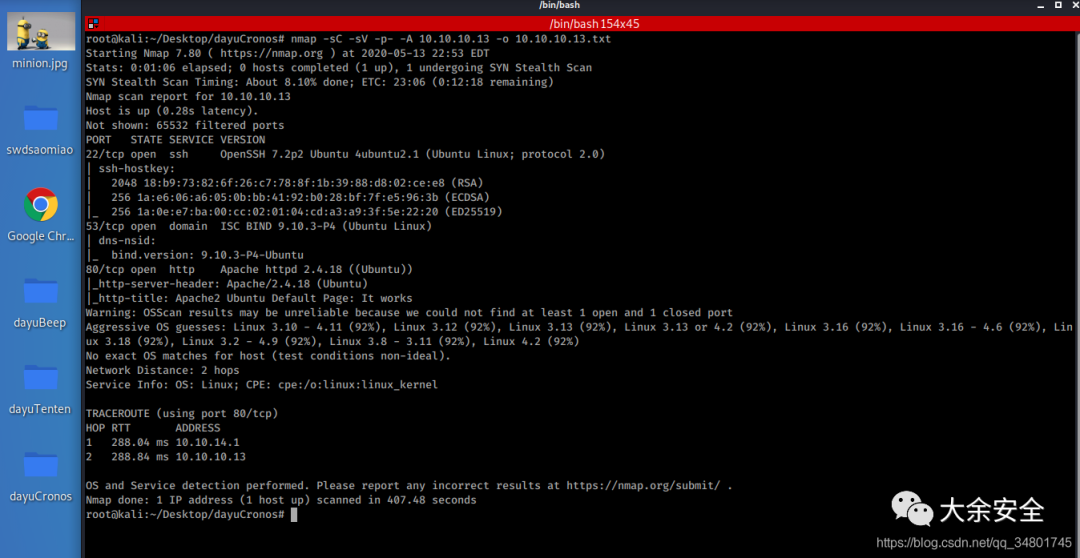 /bin/bash
/bin/bash 154x45
minion.jpg
swdsaomiao
Google Chr...
dayuBeep
dayuTenten
dayuCronos
root@kali:~/Desktop/dayuCronos# nmap -sC -sV -p- -A 10.10.10.13 -o 10.10.10.13.txt
Starting Nmap 7.80 ( https://nmap.org ) at 2020-05-13 22:53 EDT
Stats: 0:01:06 elapsed; 0 hosts completed (1 up), 1 undergoing SYN Stealth Scan
SYN Stealth Scan Timing: About 8.10% done; ETC: 23:06 (0:12:18 remaining)
Nmap scan report for 10.10.10.13
Host is up (0.28s latency).
Not shown: 65532 filtered ports
PORT   STATE SERVICE VERSION
22/tcp open  ssh     OpenSSH 7.2p2 Ubuntu 4ubuntu2.1 (Ubuntu Linux; protocol 2.0)
| ssh-hostkey:
|   2048 18:b9:73:82:6f:26:c7:78:8f:1b:39:88:d8:02:ce:e8 (RSA)
|   256 1a:e6:06:a6:05:0b:bb:41:92:b0:28:bf:7f:e5:96:3b (ECDSA)
|_  256 1a:0e:e7:ba:00:cc:02:01:04:cd:a3:a9:3f:5e:22:20 (ED25519)
53/tcp open  domain  ISC BIND 9.10.3-P4 (Ubuntu Linux)
| dns-nsid:
|_  bind.version: 9.10.3-P4-Ubuntu
80/tcp open  http    Apache httpd 2.4.18 ((Ubuntu))
|_http-server-header: Apache/2.4.18 (Ubuntu)
|_http-title: Apache2 Ubuntu Default Page: It works
Warning: OSScan results may be unreliable because we could not find at least 1 open and 1 closed port
Aggressive OS guesses: Linux 3.10 - 4.11 (92%), Linux 3.12 (92%), Linux 3.13 (92%), Linux 3.13 or 4.2 (92%), Linux 3.16 (92%), Linux 3.16 - 4.6 (92%), Lin
ux 3.18 (92%), Linux 3.2 - 4.9 (92%), Linux 3.8 - 3.11 (92%), Linux 4.2 (92%)
No exact OS matches for host (test conditions non-ideal).
Network Distance: 2 hops
Service Info: OS: Linux; CPE: cpe:/o:linux:linux_kernel
TRACEROUTE (using port 80/tcp)
HOP RTT       ADDRESS
1   288.04 ms 10.10.14.1
2   288.84 ms 10.10.10.13
OS and Service detection performed. Please report any incorrect results at https://nmap.org/submit/ .
Nmap done: 1 IP address (1 host up) scanned in 407.48 seconds
root@kali:~/Desktop/dayuCronos#
大余安全
https://blog.csdn.net/qq_34801745